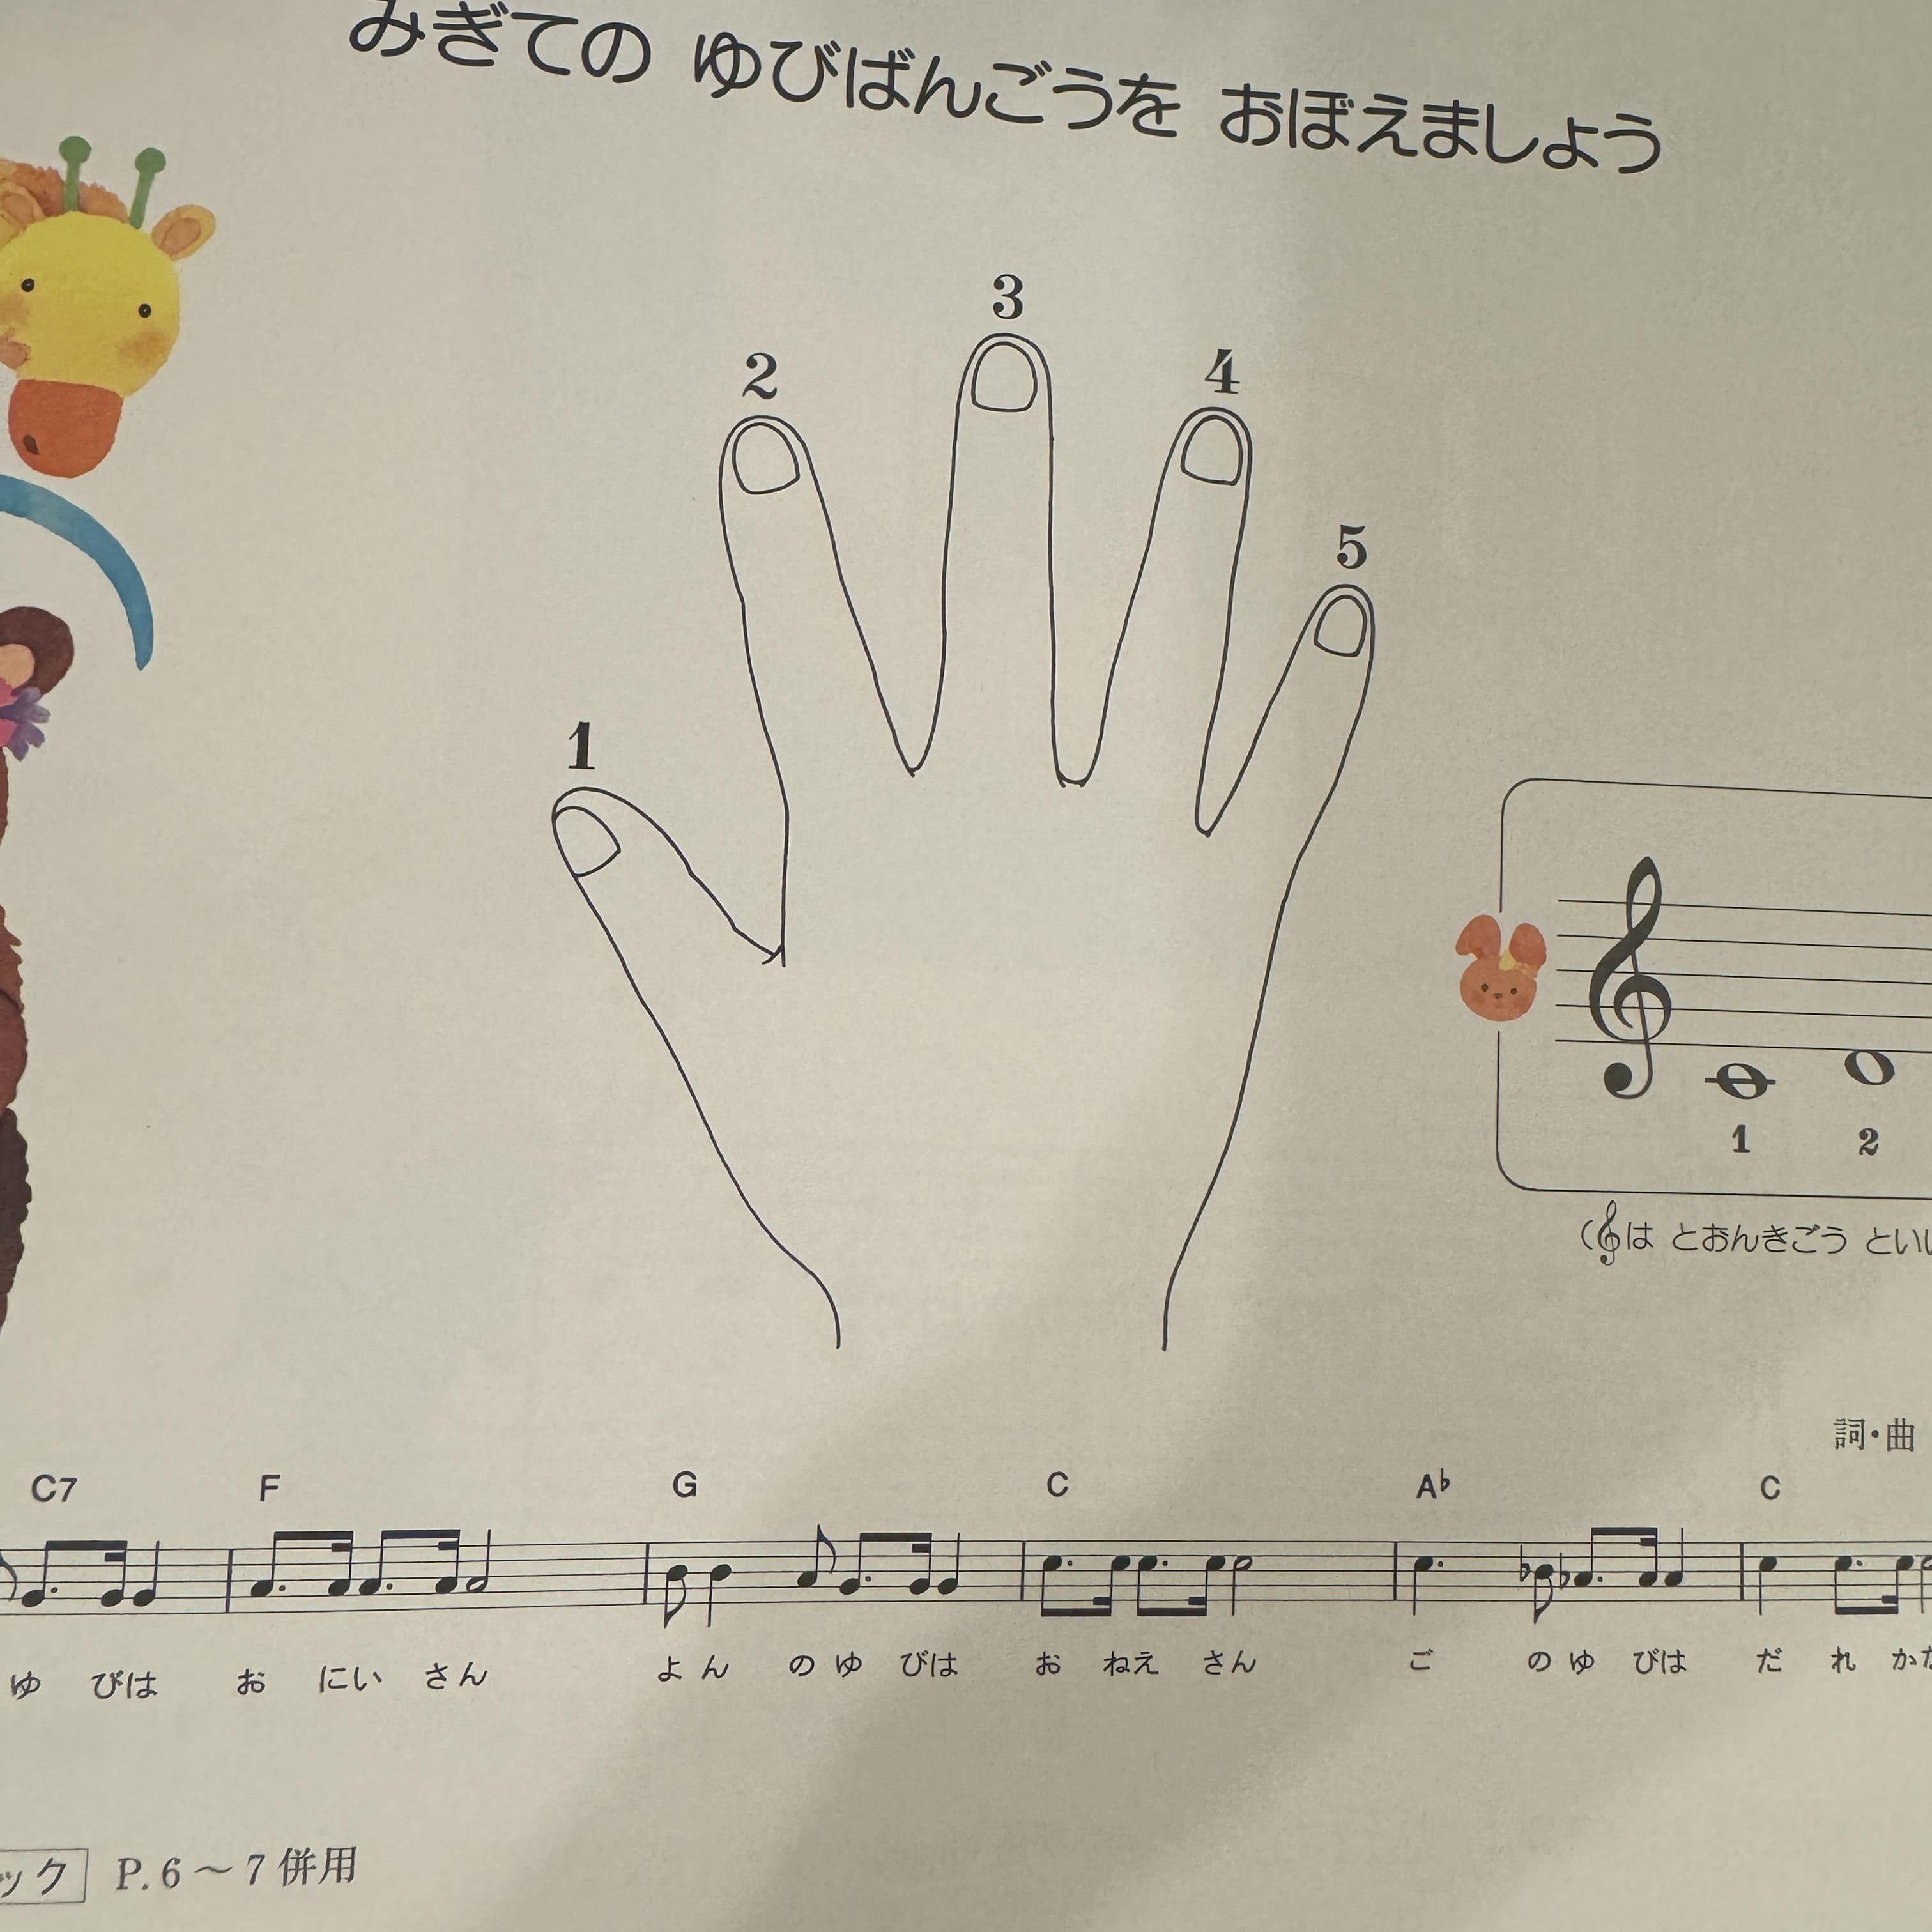 みぎての ゆびばんごうを おぼえましょう
3
2
4
5
1
1 2
(𝄞は とおんきごう とい
詞・曲
C7 F G C A♭ C
ゆ びは お にい さん よ ん の ゆ びは お ねえ さん ご の ゆ びは だ れ か
ック P.6〜7併用